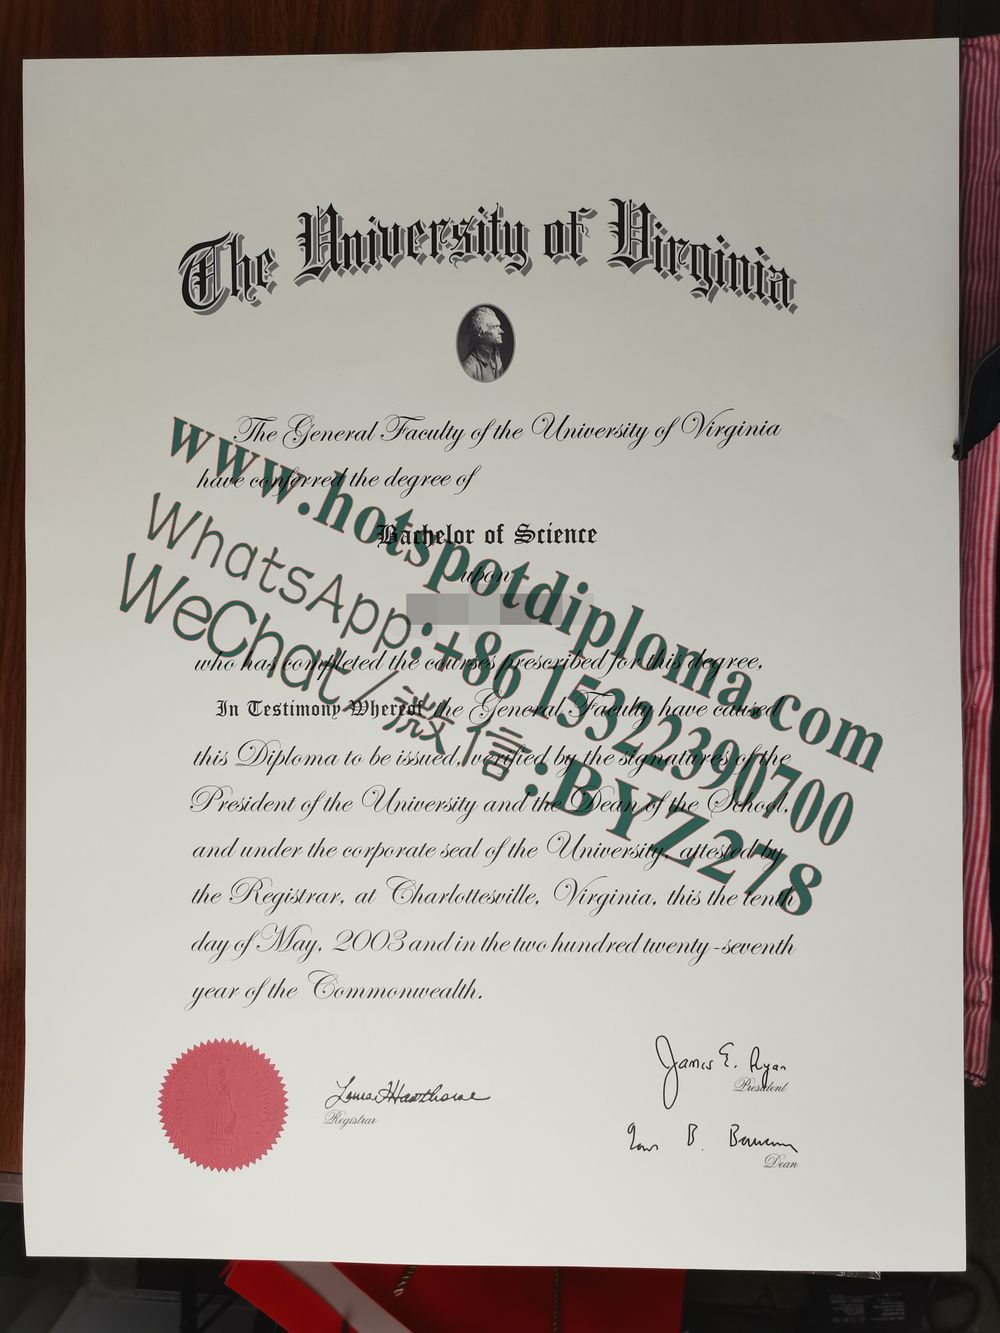 The University of Virginia
The General Faculty of the University of Virginia
have conferred the degree of
Bachelor of Science
upon
who has completed the courses prescribed for this degree.
In Testimony Whereof the General Faculty have caused
this Diploma to be issued, verified by the signatures of the
President of the University and the Dean of the School,
and under the corporate seal of the University, attested by
the Registrar, at Charlottesville, Virginia, this the tenth
day of May, 2003 and in the two hundred twenty-seventh
year of the Commonwealth.
James E. Ryan
President
Registrar
Dean
www.hotspotdiploma.com
WhatsApp:+86 15322390700
WeChat/微信:BYZ278